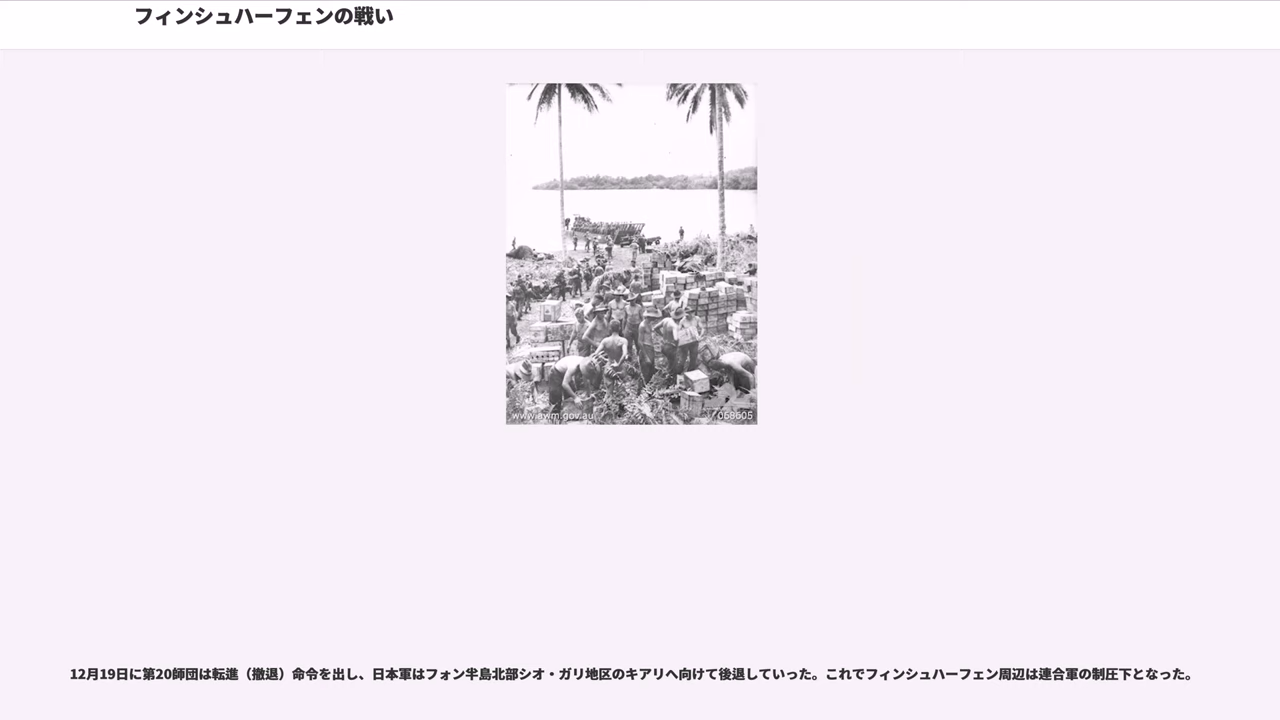 フィンシュハーフェンの戦い
www.awm.gov.au
068605
12月19日に第20師団は転進（撤退）命令を出し、日本軍はフォン半島北部シオ・ガリ地区のキアリへ向けて後退していった。これでフィンシュハーフェン周辺は連合軍の制圧下となった。